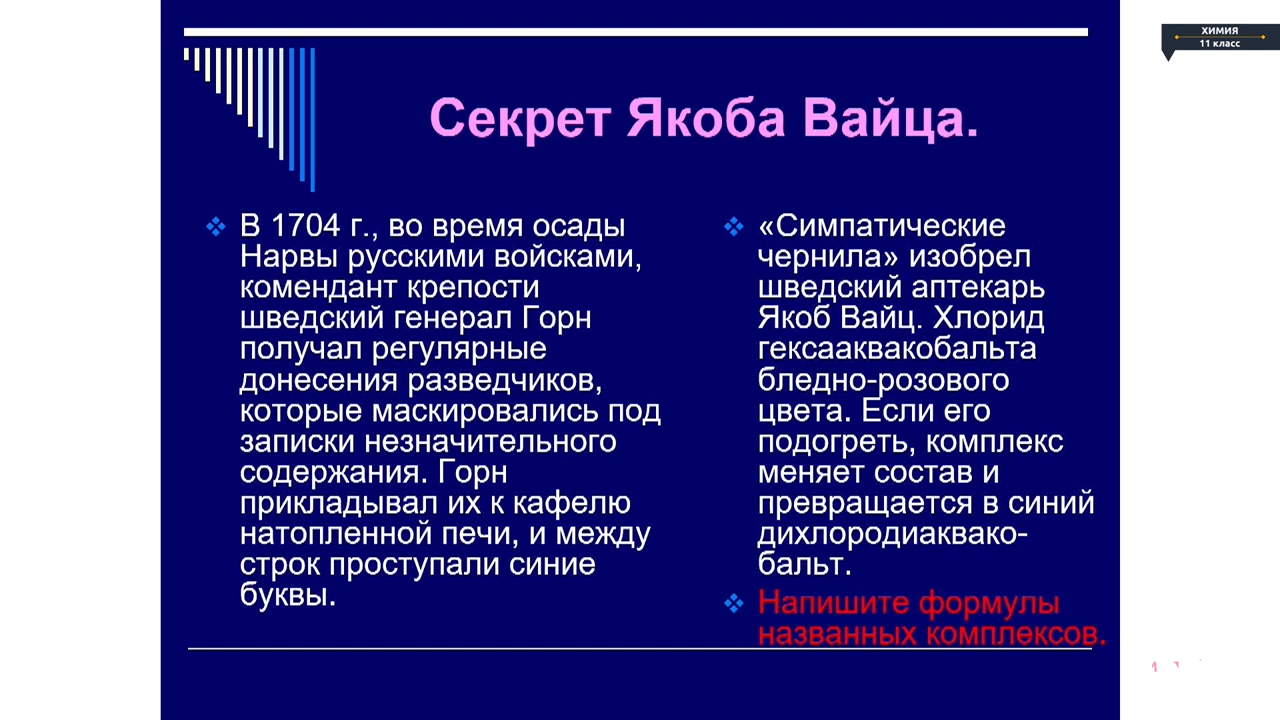 ХИМИЯ
11 класс
Секрет Якоба Вайца.
В 1704 г., во время осады
Нарвы русскими войсками,
комендант крепости
шведский генерал Горн
получал регулярные
донесения разведчиков,
которые маскировались под
записки незначительного
содержания. Горн
прикладывал их к кафелю
натопленной печи, и между
строк проступали синие
буквы.
«Симпатические
чернила» изобрел
шведский аптекарь
Якоб Вайц. Хлорид
гексааквакобальта
бледно-розового
цвета. Если его
подогреть, комплекс
меняет состав и
превращается в синий
дихлородиаквако-
бальт.
Напишите формулы
названных комплексов.